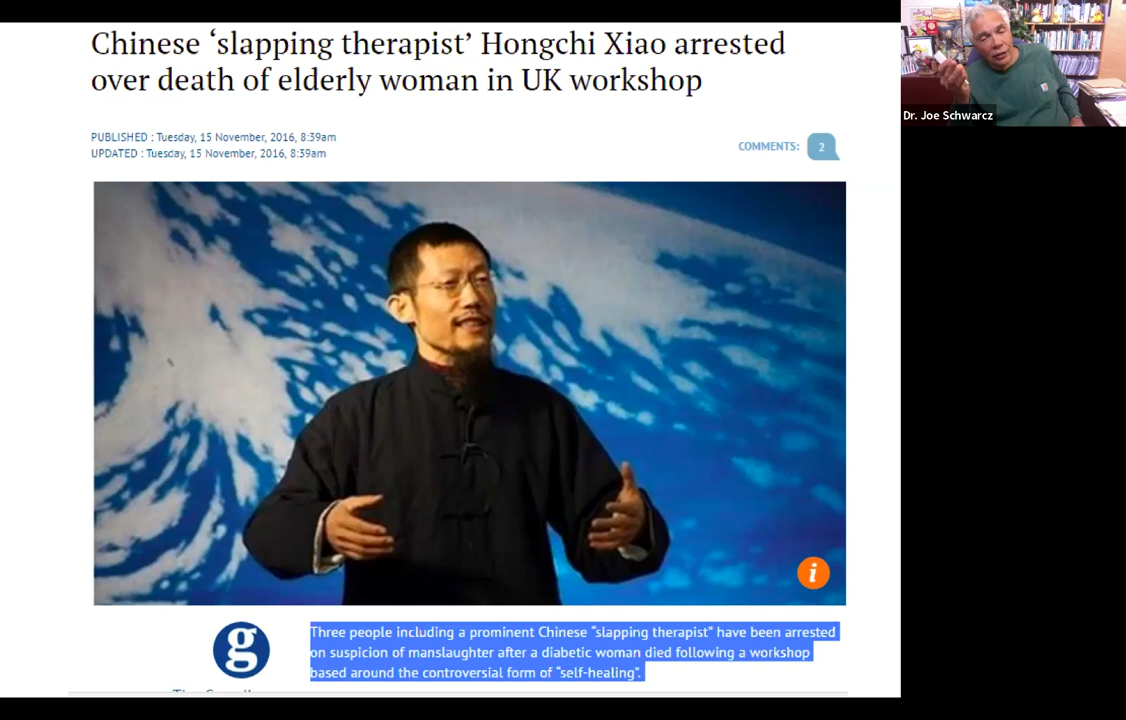 Chinese ‘slapping therapist’ Hongchi Xiao arrested
over death of elderly woman in UK workshop
PUBLISHED : Tuesday, 15 November, 2016, 8:39am
UPDATED : Tuesday, 15 November, 2016, 8:39am
COMMENTS: 2
Dr. Joe Schwarcz
i
g
Three people including a prominent Chinese “slapping therapist” have been arrested
on suspicion of manslaughter after a diabetic woman died following a workshop
based around the controversial form of “self-healing”.